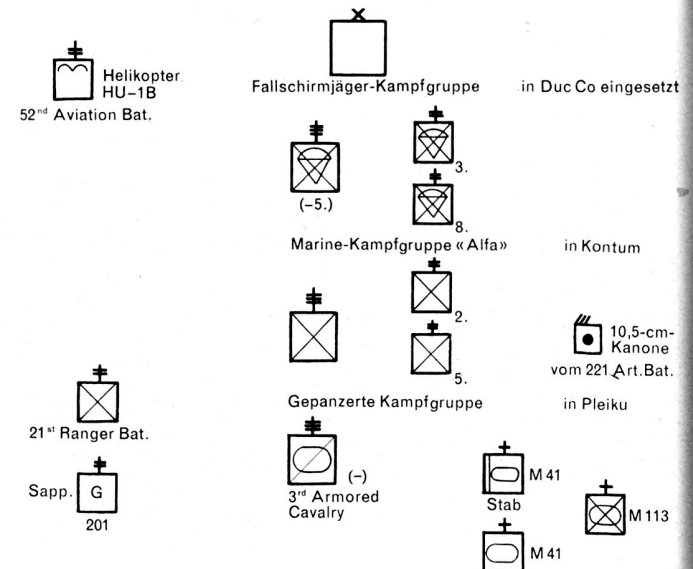 Helikopter
HU–1B
52nd Aviation Bat.
Fallschirmjäger-Kampfgruppe in Duc Co eingesetzt
3.
(–5.)
8.
Marine-Kampfgruppe «Alfa» in Kontum
2.
10,5-cm-
Kanone
5.
vom 221. Art. Bat.
Gepanzerte Kampfgruppe in Pleiku
21st Ranger Bat.
(–)
M 41
Sapp. G
3rd Armored
Cavalry
Stab
M 113
201
M 41